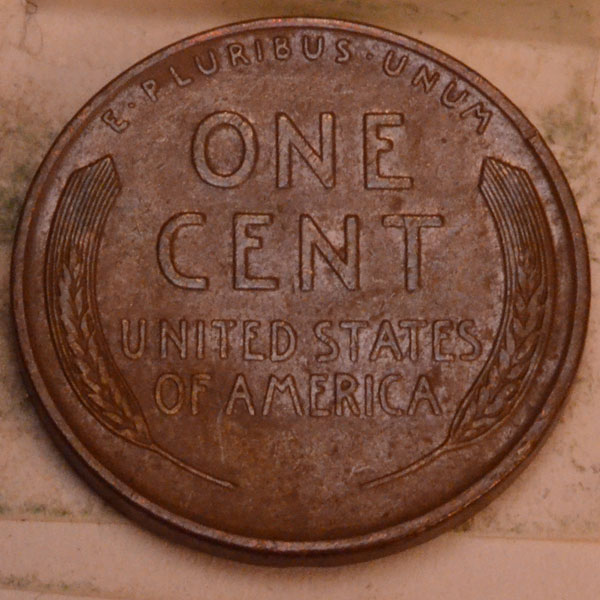 E · PLURIBUS · UNUM
ONE
CENT
UNITED STATES
OF AMERICA